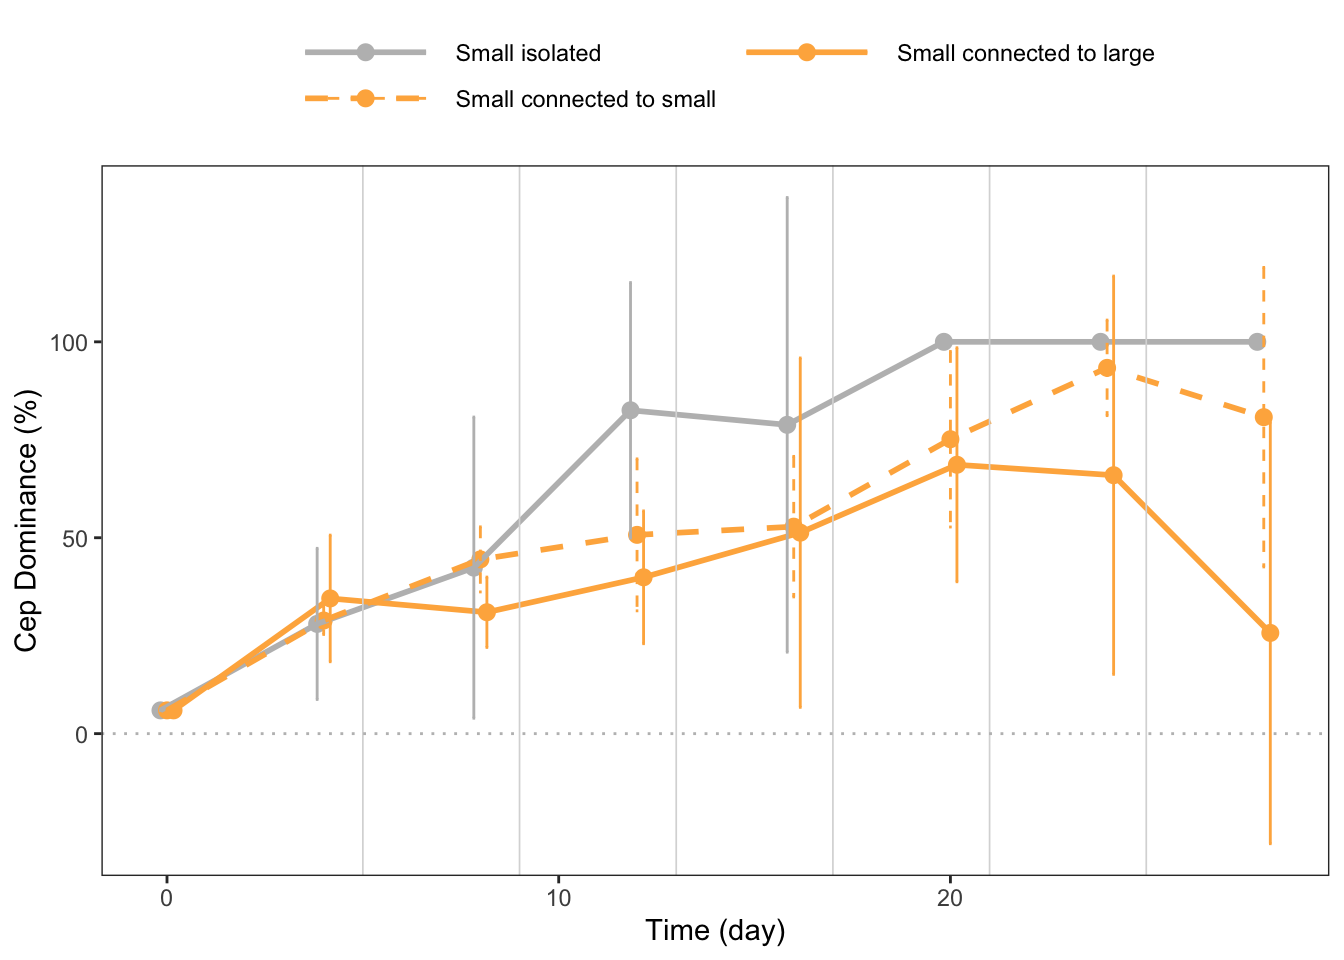 Small isolated
Small connected to large
Small connected to small
Cep Dominance (%)
100
50
0
0
10
20
Time (day)